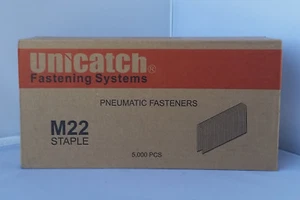 unicatch®
Fastening Systems
PNEUMATIC FASTENERS
M22
STAPLE
5,000 PCS